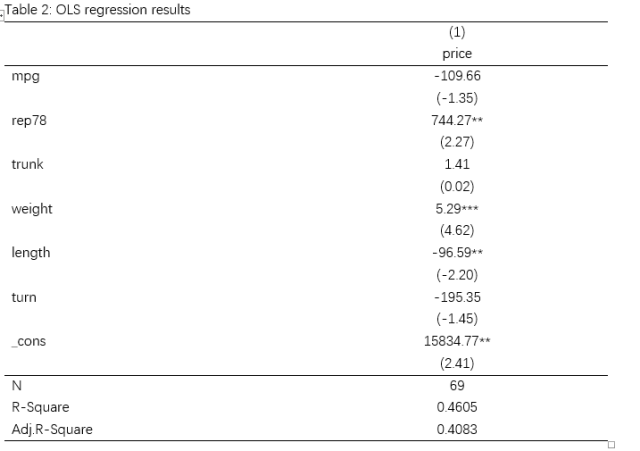 Table 2: OLS regression results
(1)
price
mpg -109.66
(-1.35)
rep78 744.27**
(2.27)
trunk 1.41
(0.02)
weight 5.29***
(4.62)
length -96.59**
(-2.20)
turn -195.35
(-1.45)
_cons 15834.77**
(2.41)
N 69
R-Square 0.4605
Adj.R-Square 0.4083